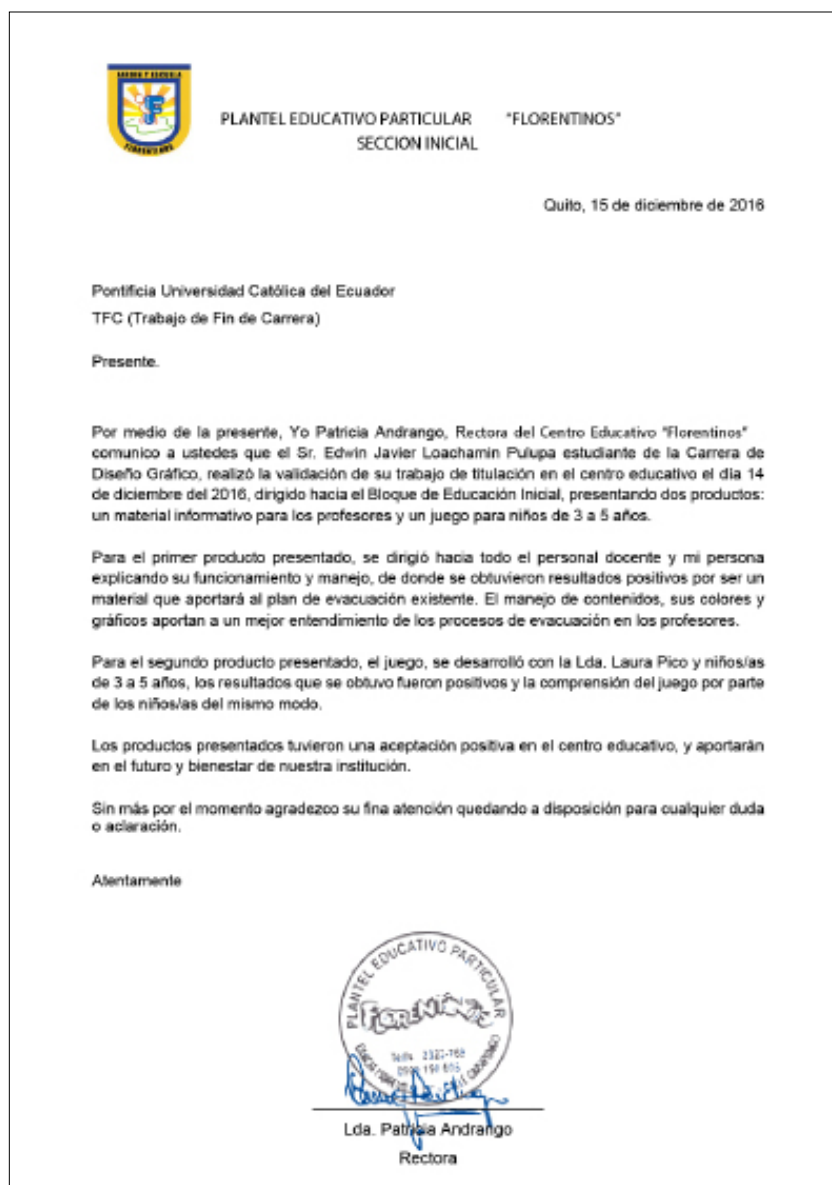 JARDIN Y ESCUELA
F
FLORENTINOS
PLANTEL EDUCATIVO PARTICULAR "FLORENTINOS"
SECCION INICIAL
Quito, 15 de diciembre de 2016
Pontificia Universidad Católica del Ecuador
TFC (Trabajo de Fin de Carrera)
Presente.
Por medio de la presente, Yo Patricia Andrango, Rectora del Centro Educativo "Florentinos"
comunico a ustedes que el Sr. Edwin Javier Loachamin Pulupa estudiante de la Carrera de
Diseño Gráfico, realizó la validación de su trabajo de titulación en el centro educativo el día 14
de diciembre del 2016, dirigido hacia el Bloque de Educación Inicial, presentando dos productos:
un material informativo para los profesores y un juego para niños de 3 a 5 años.
Para el primer producto presentado, se dirigió hacia todo el personal docente y mi persona
explicando su funcionamiento y manejo, de donde se obtuvieron resultados positivos por ser un
material que aportará al plan de evacuación existente. El manejo de contenidos, sus colores y
gráficos aportan a un mejor entendimiento de los procesos de evacuación en los profesores.
Para el segundo producto presentado, el juego, se desarrolló con la Lda. Laura Pico y niños/as
de 3 a 5 años, los resultados que se obtuvo fueron positivos y la comprensión del juego por parte
de los niños/as del mismo modo.
Los productos presentados tuvieron una aceptación positiva en el centro educativo, y aportarán
en el futuro y bienestar de nuestra institución.
Sin más por el momento agradezco su fina atención quedando a disposición para cualquier duda
o aclaración.
Atentamente
PLANTEL EDUCATIVO PARTICULAR
FLORENTINOS
Lda. Patricia Andrango
Rectora